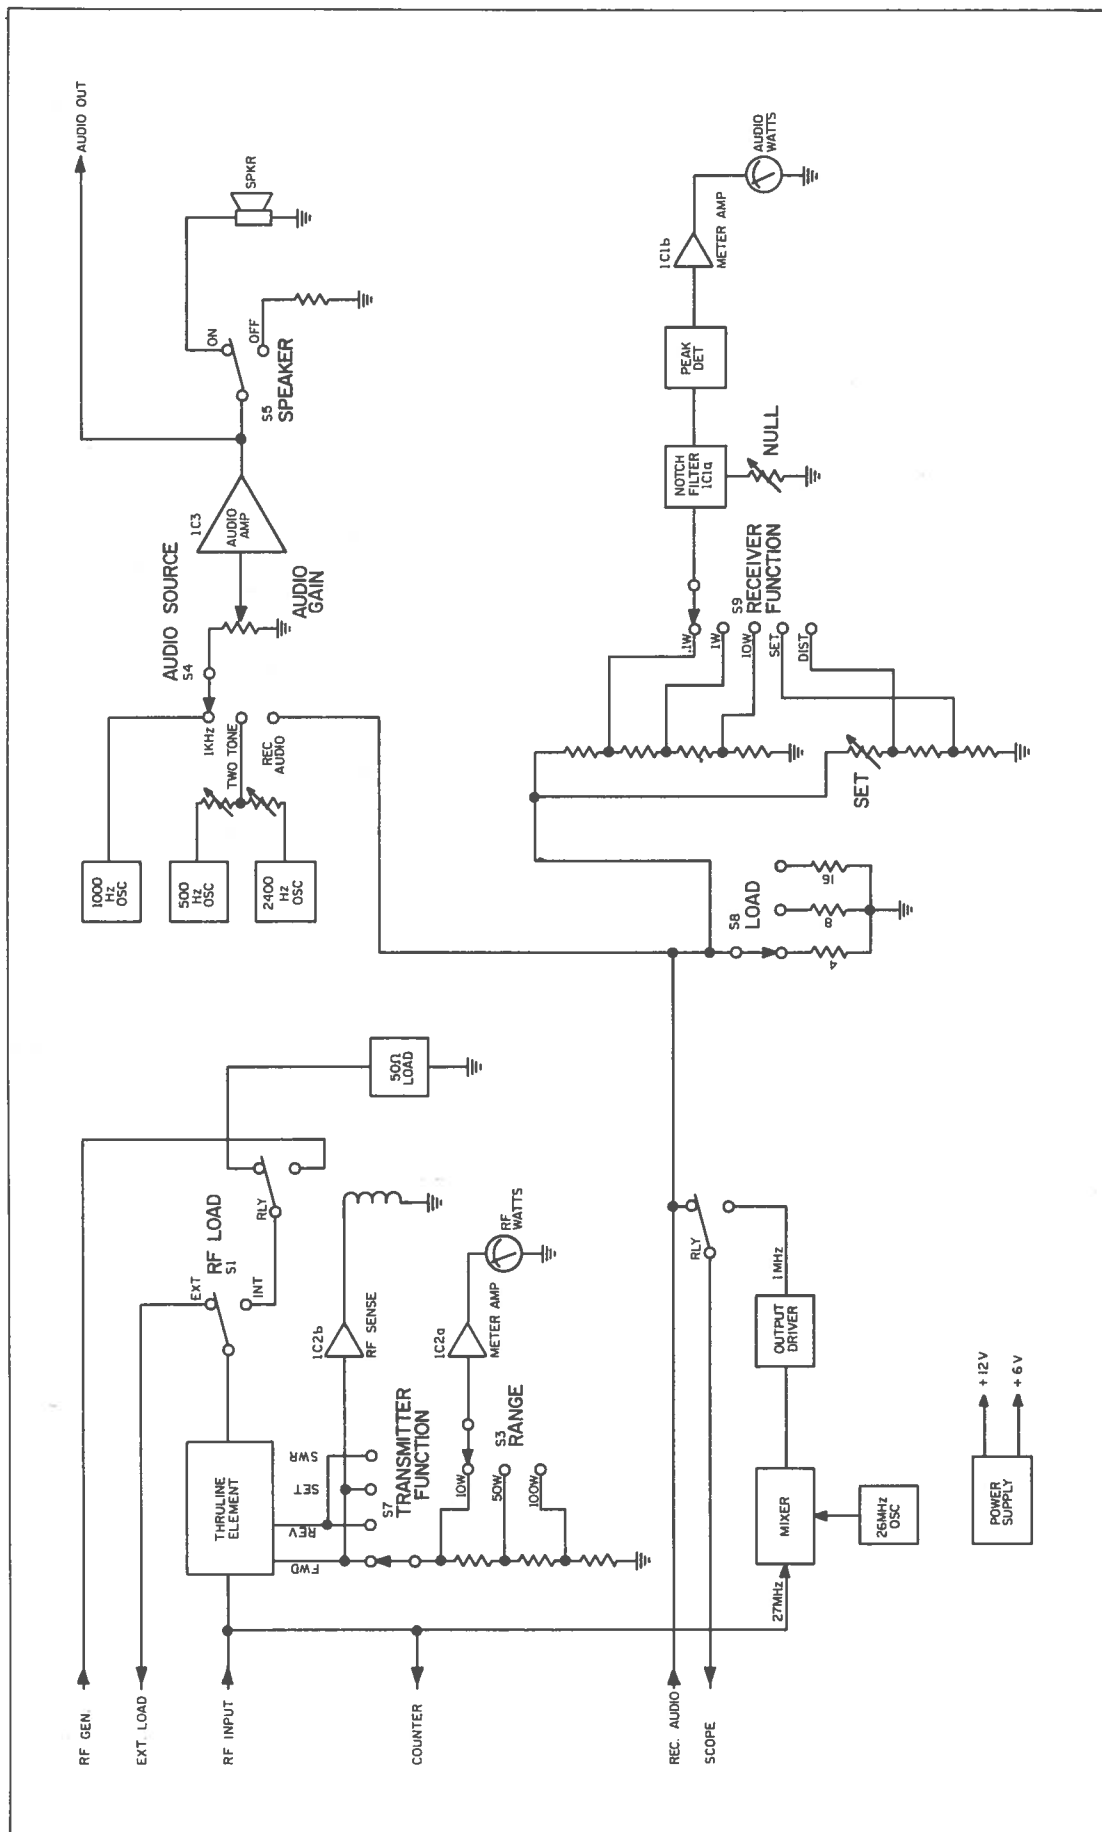 RF GEN.
EXT. LOAD
RF INPUT
COUNTER
REC. AUDIO
SCOPE
THRULINE
ELEMENT
FWD
REV
SET
SWR
S7
TRANSMITTER
FUNCTION
EXT
INT
RF LOAD
S1
RLY
50Ω
LOAD
1C2b
RF SENSE
1C2a
METER AMP
RF
WATTS
10W
50W
100W
S3
RANGE
27MHz
MIXER
26MHz
OSC
OUTPUT
DRIVER
1MHz
RLY
POWER
SUPPLY
+12V
+6V
1000
Hz
OSC
500
Hz
OSC
2400
Hz
OSC
1KHz
TWO TONE
REC
AUDIO
AUDIO SOURCE
S4
AUDIO
GAIN
1C3
AUDIO
AMP
AUDIO OUT
S5
SPEAKER
ON
OFF
SPKR
S8
LOAD
4
8
16
SET
.1W
1W
10W
SET
DIST
S9
RECEIVER
FUNCTION
NOTCH
FILTER
1C1a
NULL
PEAK
DET
1C1b
METER AMP
AUDIO
WATTS